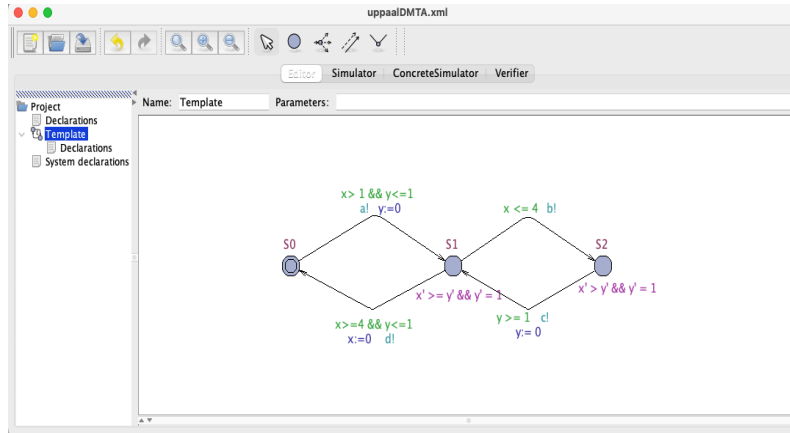 uppaalDMTA.xml
Editor Simulator ConcreteSimulator Verifier
Project
Declarations
Template
Declarations
System declarations
Name: Template Parameters:
x> 1 && y<=1
a! y:=0
x <= 4 b!
S0 S1 S2
x' >= y' && y' = 1
x' > y' && y' = 1
x>=4 && y<=1
x:=0 d!
y >= 1 c!
y:= 0